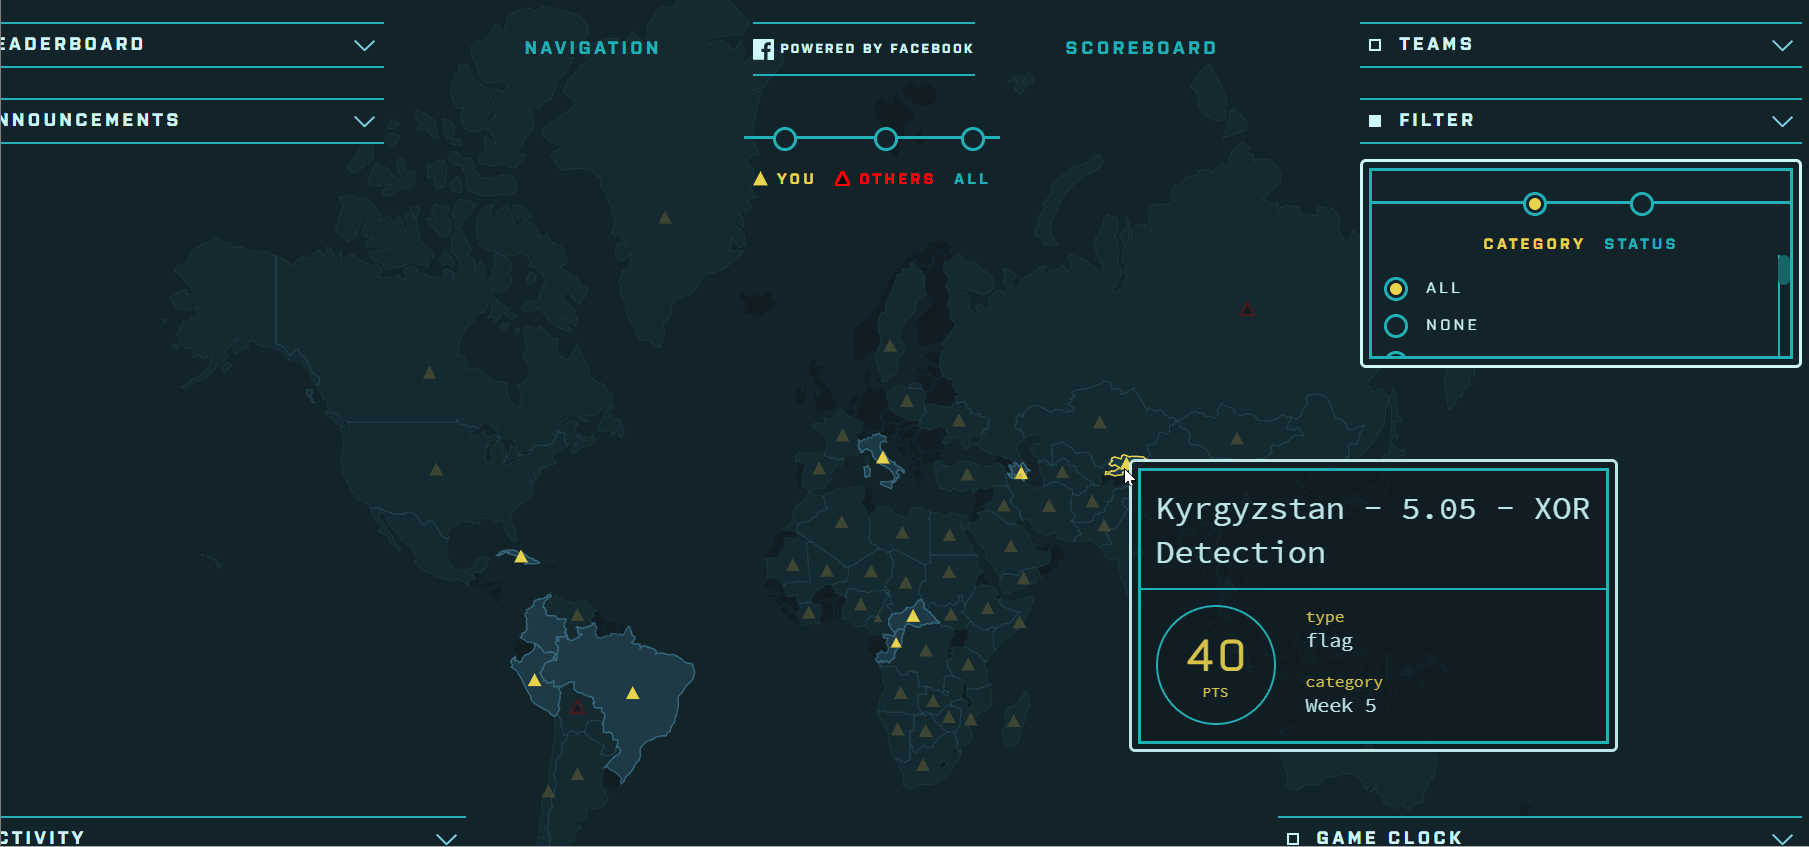 EADERBOARD
NAVIGATION
POWERED BY FACEBOOK
SCOREBOARD
TEAMS
NNOUNCEMENTS
FILTER
YOU OTHERS ALL
CATEGORY STATUS
ALL
NONE
Kyrgyzstan - 5.05 - XOR
Detection
40
PTS
type
flag
category
Week 5
CTIVITY
GAME CLOCK